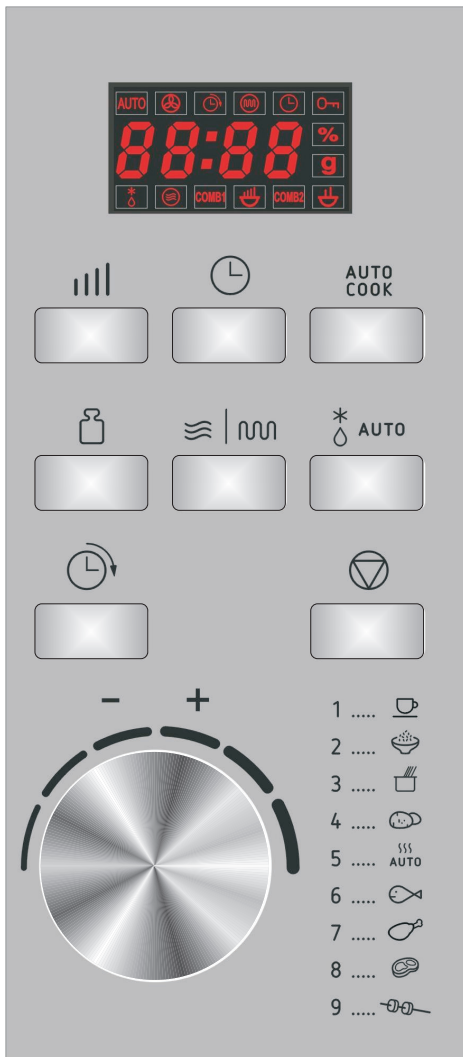 AUTO
88:88 %
g
COMB1 COMB2
AUTO
COOK
AUTO
- +
1 .....
2 .....
3 .....
4 .....
5 ..... AUTO
6 .....
7 .....
8 .....
9 .....